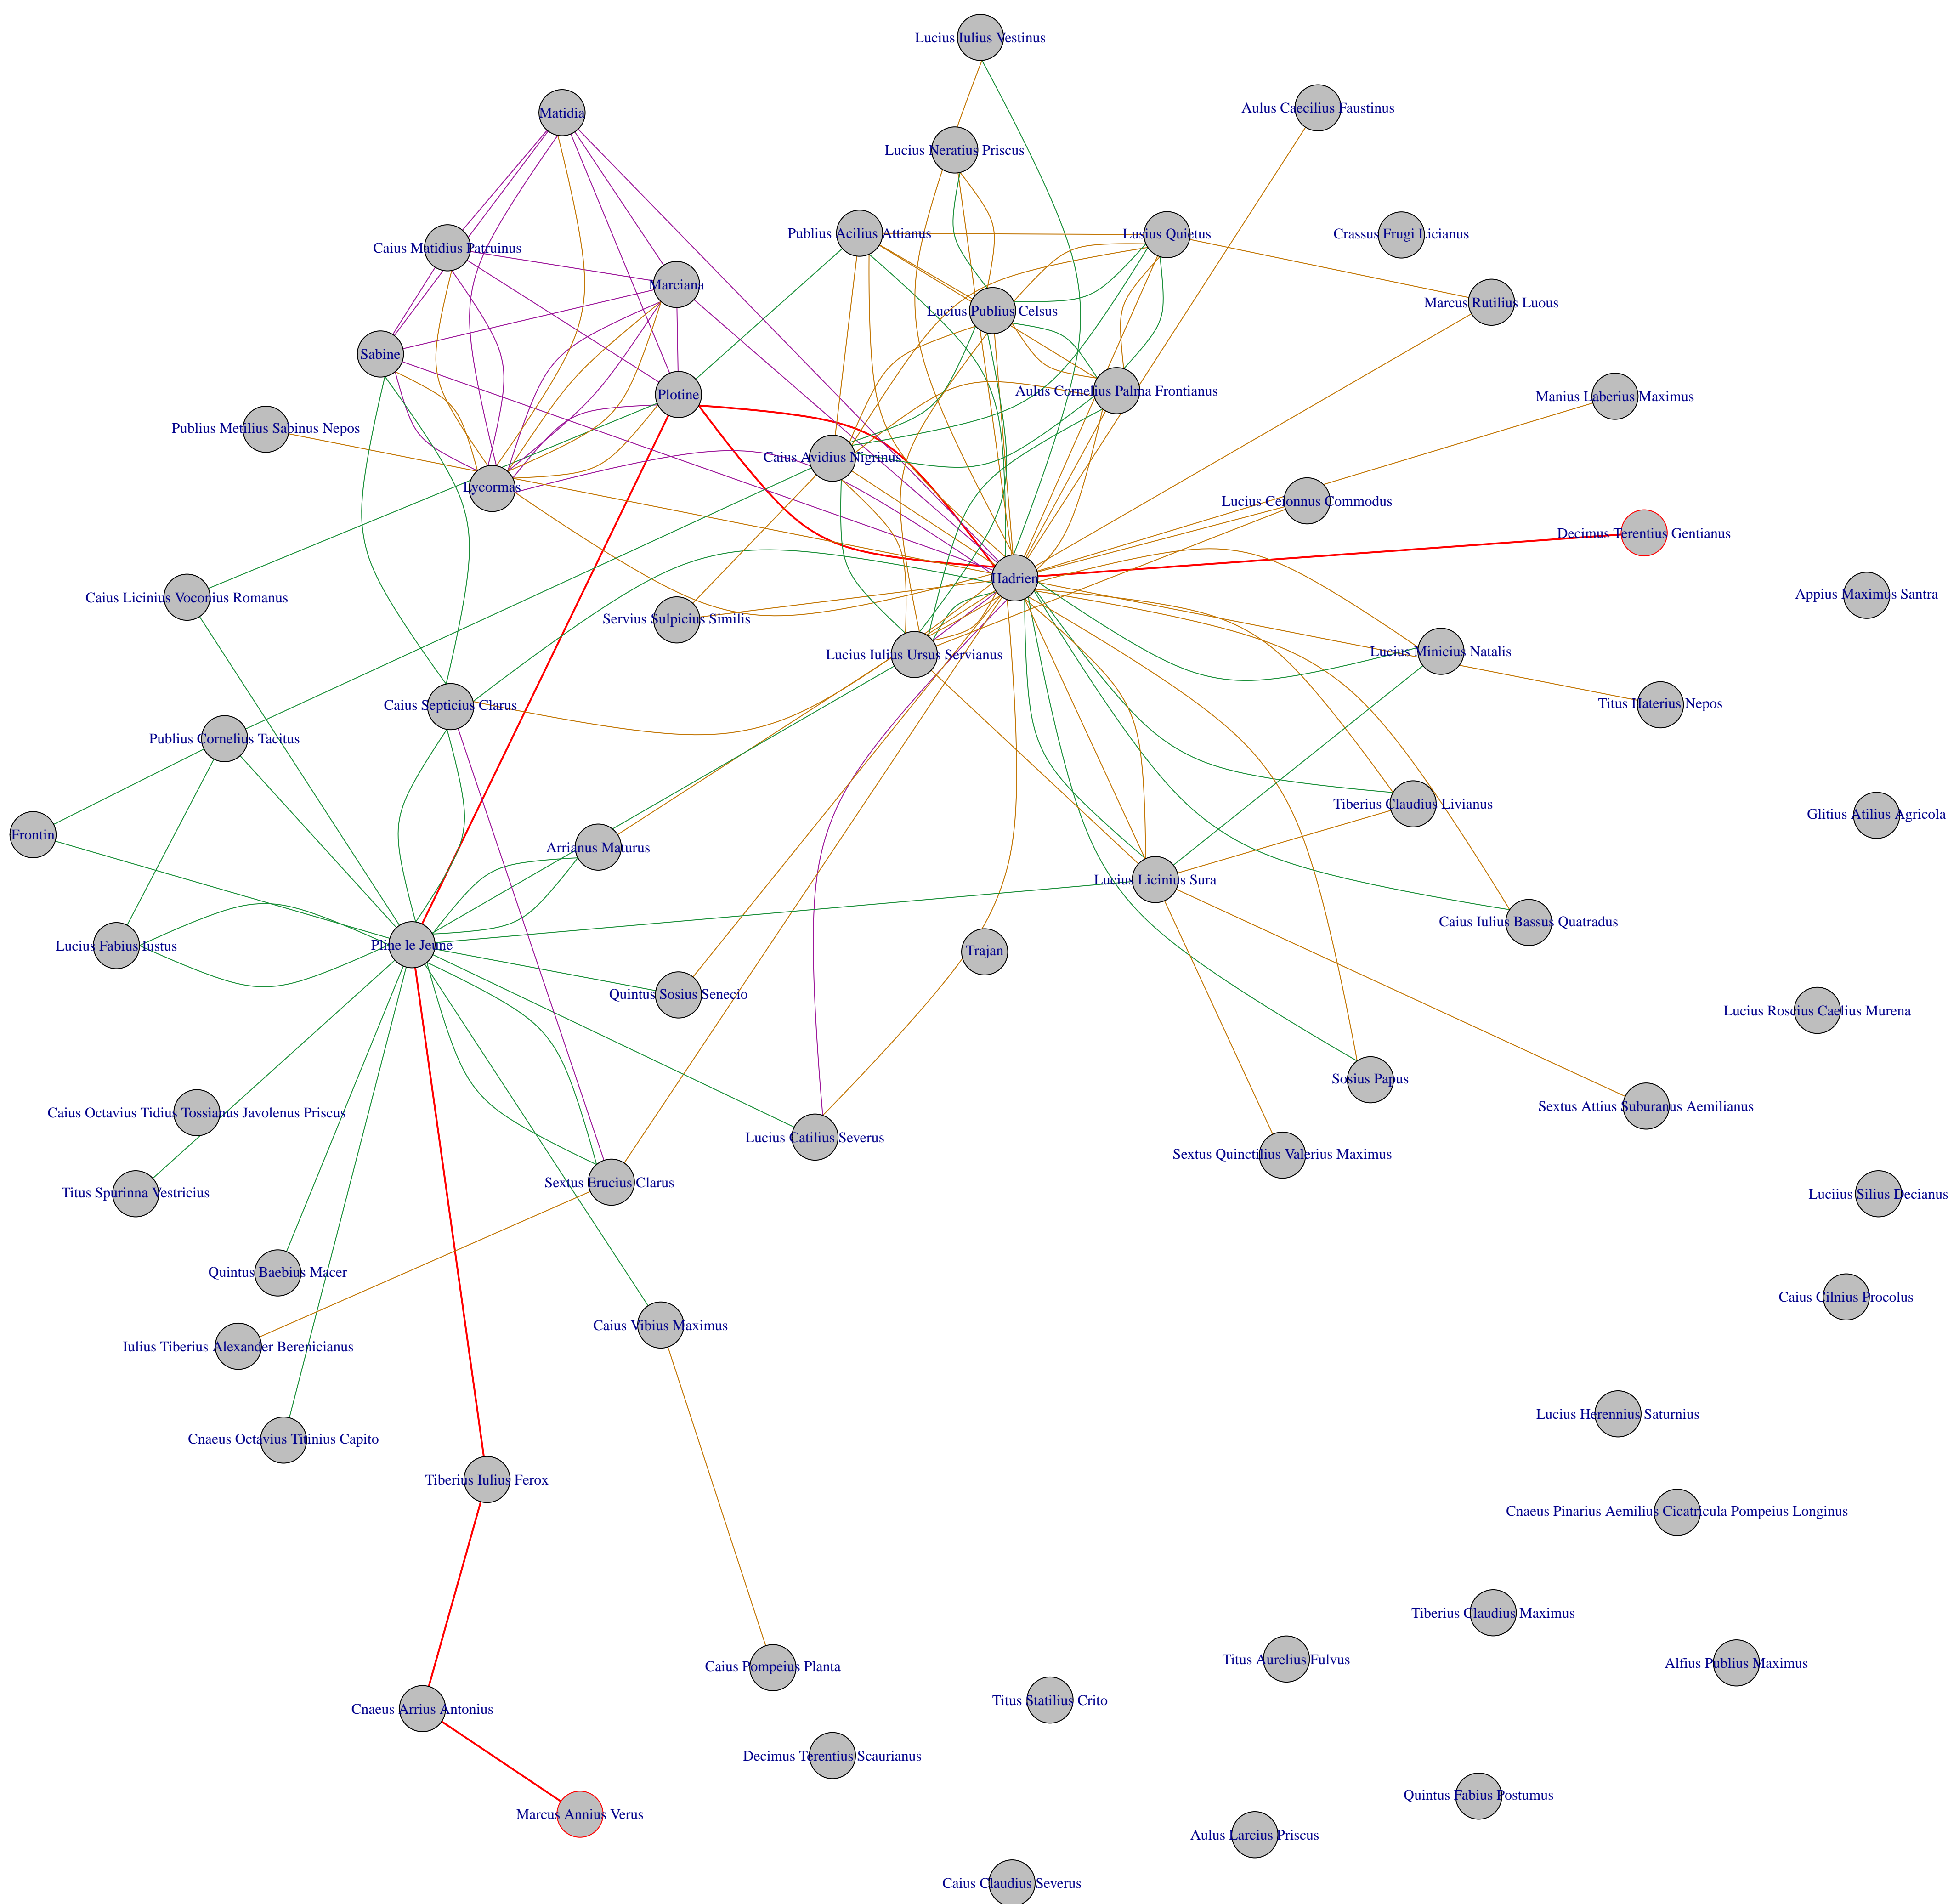 Lucius Iulius Vestinus
Aulus Caecilius Faustinus
Matidia
Lucius Neratius Priscus
Publius Acilius Attianus
Lusius Quietus
Crassus Frugi Licianus
Caius Matidius Patruinus
Marciana
Marcus Rutilius Luous
Lucius Publius Celsus
Sabine
Plotine
Aulus Cornelius Palma Frontianus
Manius Laberius Maximus
Publius Metilius Sabinus Nepos
Caius Avidius Nigrinus
Lycormas
Lucius Ceionnus Commodus
Decimus Terentius Gentianus
Hadrien
Caius Licinius Voconius Romanus
Appius Maximus Santra
Servius Sulpicius Similis
Lucius Iulius Ursus Servianus
Lucius Minicius Natalis
Caius Septicius Clarus
Titus Haterius Nepos
Publius Cornelius Tacitus
Tiberius Claudius Livianus
Glitius Atilius Agricola
Frontin
Arrianus Maturus
Lucius Licinius Sura
Caius Iulius Bassus Quatradus
Lucius Fabius Iustus
Pline le Jeune
Trajan
Quintus Sosius Senecio
Lucius Roscius Caelius Murena
Sosius Papus
Caius Octavius Tidius Tossianus Javolenus Priscus
Sextus Attius Suburanus Aemilianus
Lucius Catilius Severus
Sextus Quinctilius Valerius Maximus
Titus Spurinna Vestricius
Sextus Erucius Clarus
Luciius Silius Decianus
Quintus Baebius Macer
Caius Cilnius Procolus
Caius Vibius Maximus
Iulius Tiberius Alexander Berenicianus
Lucius Herennius Saturnius
Cnaeus Octavius Titinius Capito
Tiberius Iulius Ferox
Cnaeus Pinarius Aemilius Cicatricula Pompeius Longinus
Tiberius Claudius Maximus
Titus Aurelius Fulvus
Alfius Publius Maximus
Caius Pompeius Planta
Titus Statilius Crito
Cnaeus Arrius Antonius
Decimus Terentius Scaurianus
Quintus Fabius Postumus
Marcus Annius Verus
Aulus Larcius Priscus
Caius Claudius Severus